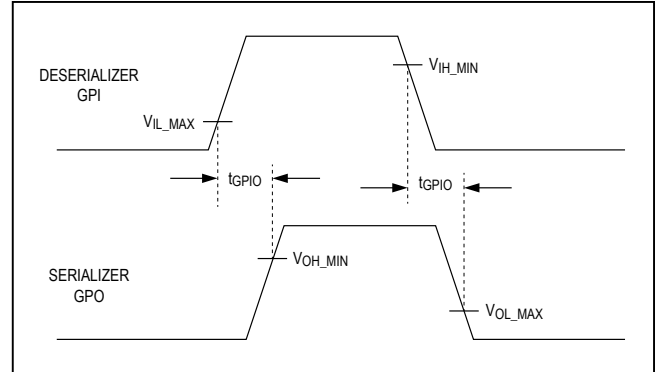 DESERIALIZER
GPI
VIH_MIN
VIL_MAX
tGPIO
tGPIO
SERIALIZER
GPO
VOH_MIN
VOL_MAX